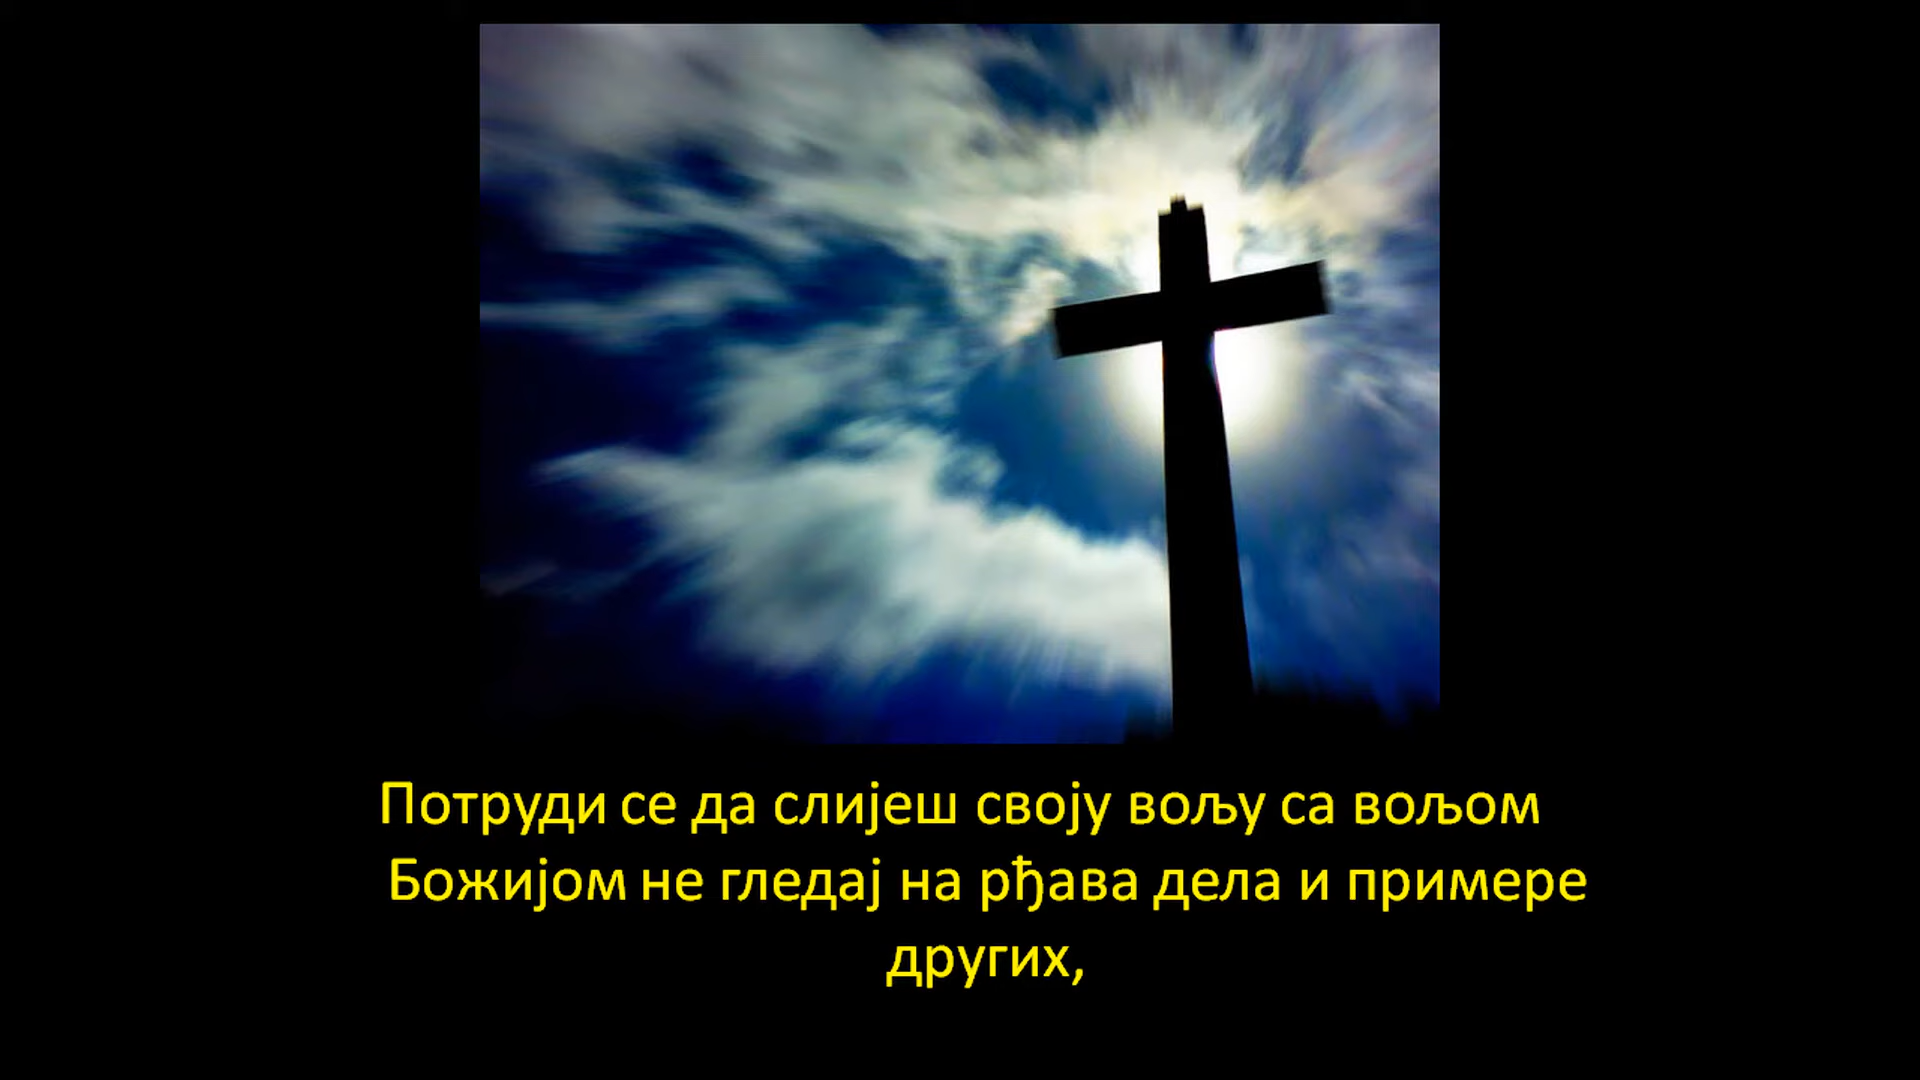 Потруди се да слијеш своју вољу са вољом
Божијом не гледај на рђава дела и примере
других,